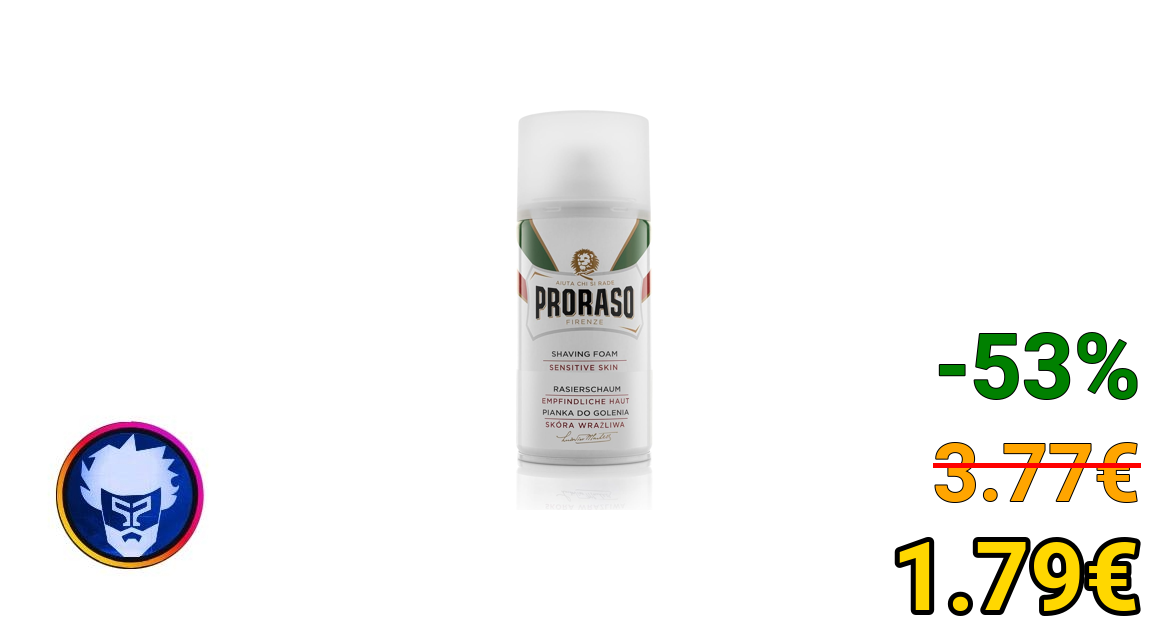 AIUTA CHI SI RADE
PRORASO
FIRENZE
SHAVING FOAM
SENSITIVE SKIN
RASIERSCHAUM
EMPFINDLICHE HAUT
PIANKA DO GOLENIA
SKÓRA WRAZLIWA
-53%
3.77€
1.79€